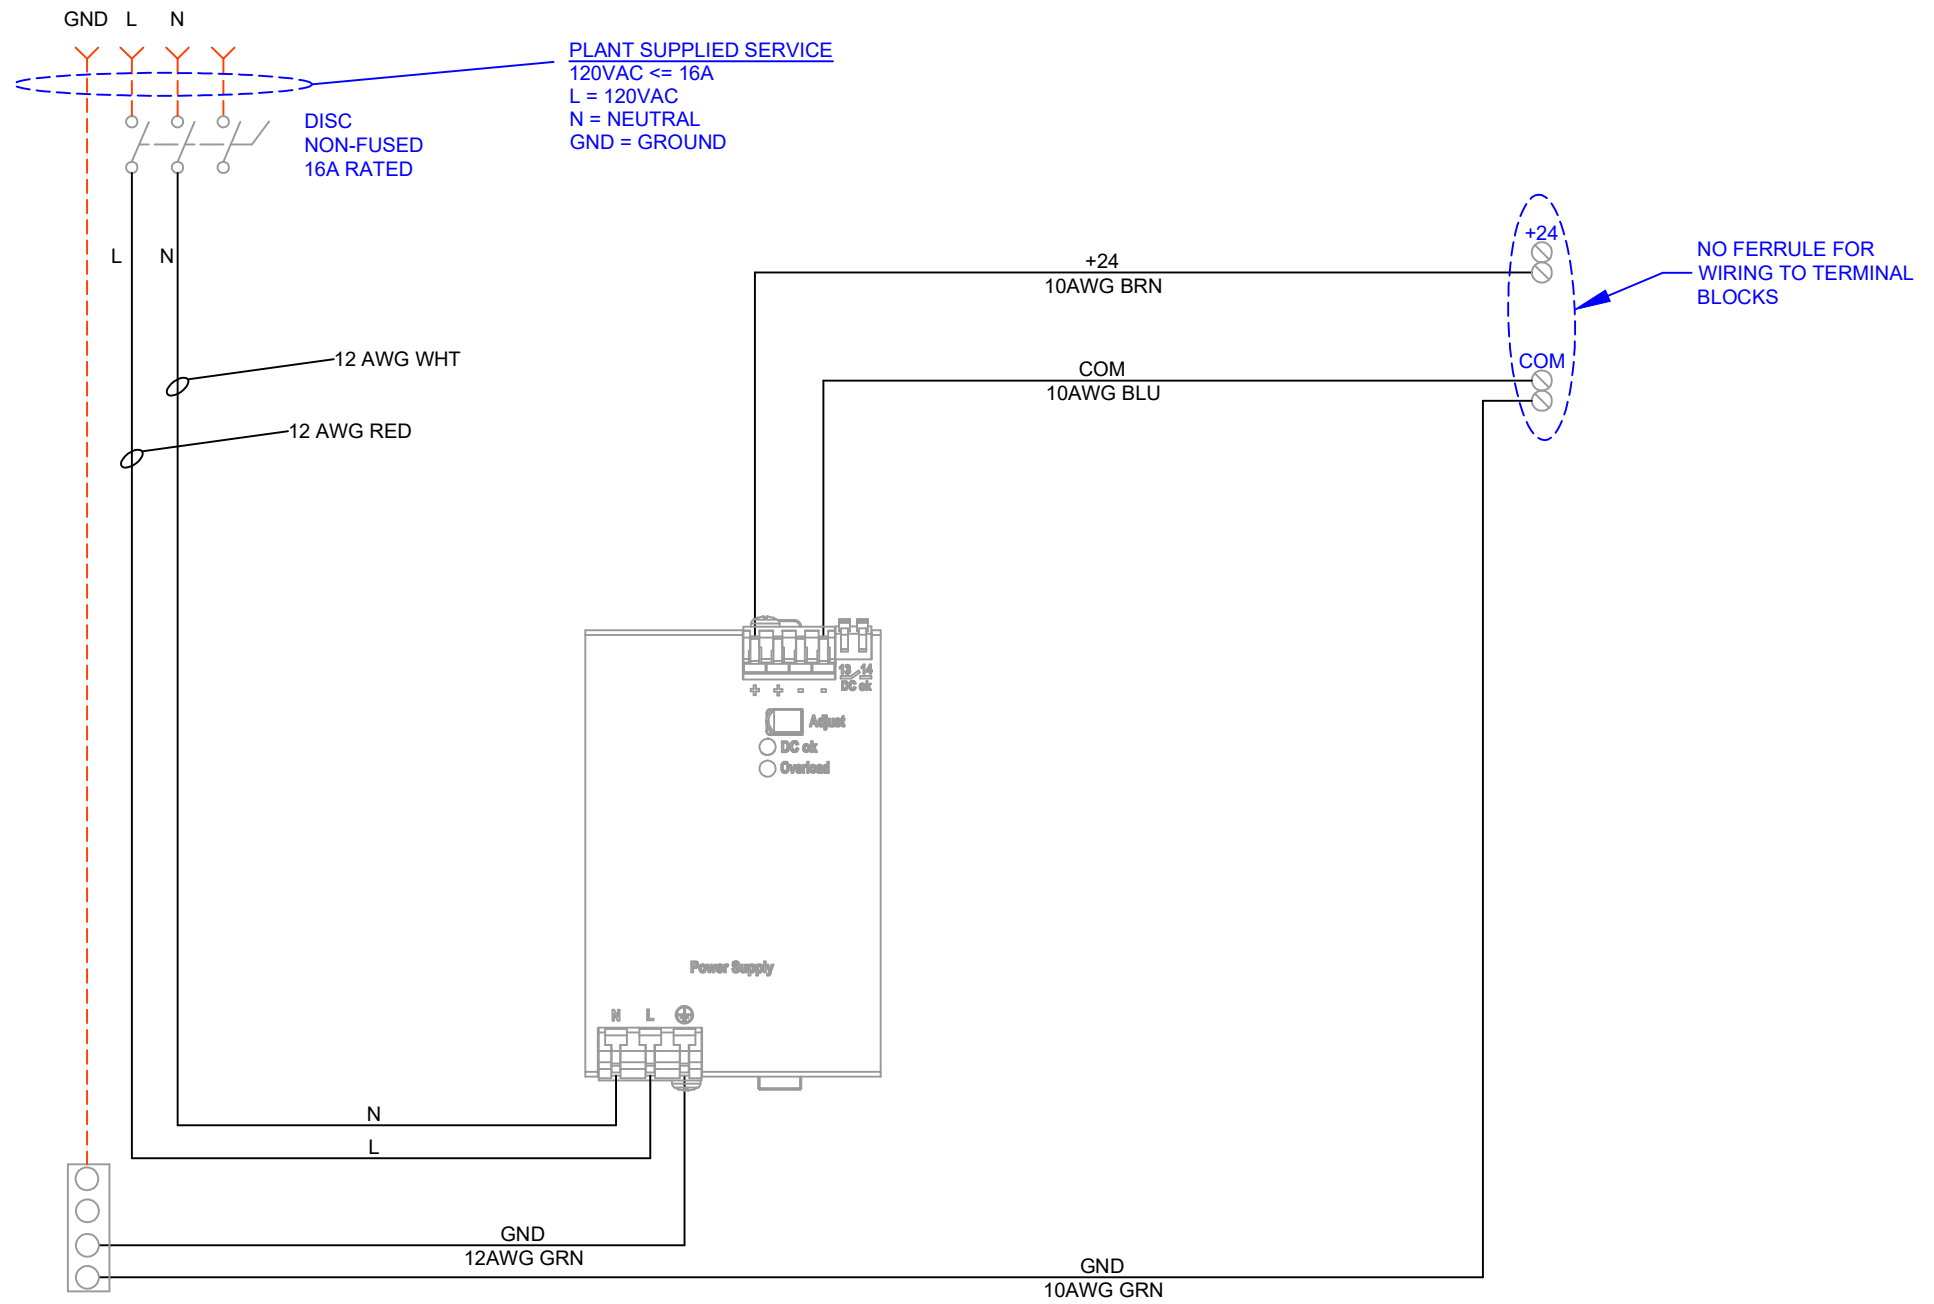 GND L N
PLANT SUPPLIED SERVICE
120VAC <= 16A
L = 120VAC
N = NEUTRAL
GND = GROUND
DISC
NON-FUSED
16A RATED
L N
+24
10AWG BRN
+24
NO FERRULE FOR
WIRING TO TERMINAL
BLOCKS
12 AWG WHT
COM
10AWG BLU
COM
12 AWG RED
13 14
+ + - - DC ok
Adjust
DC ok
Overload
Power Supply
N L
N
L
GND
12AWG GRN
GND
10AWG GRN